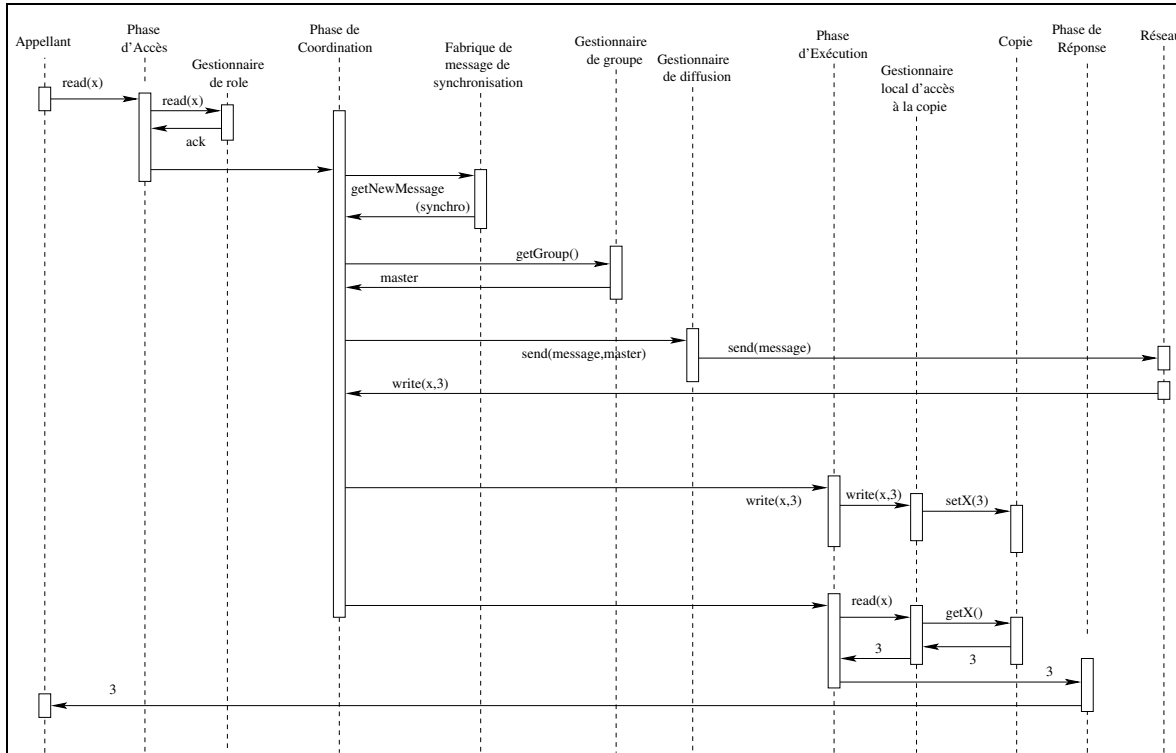 Appellant
Phase
d'Accès
Gestionnaire
de role
Phase de
Coordination
Fabrique de
message de
synchronisation
Gestionnaire
de groupe
Gestionnaire
de diffusion
Phase
d'Exécution
Gestionnaire
local d'accès
à la copie
Copie
Phase de
Réponse
Réseau
read(x)
read(x)
ack
getNewMessage
(synchro)
getGroup()
master
send(message,master)
send(message)
write(x,3)
write(x,3)
write(x,3)
setX(3)
read(x)
getX()
3
3
3
3